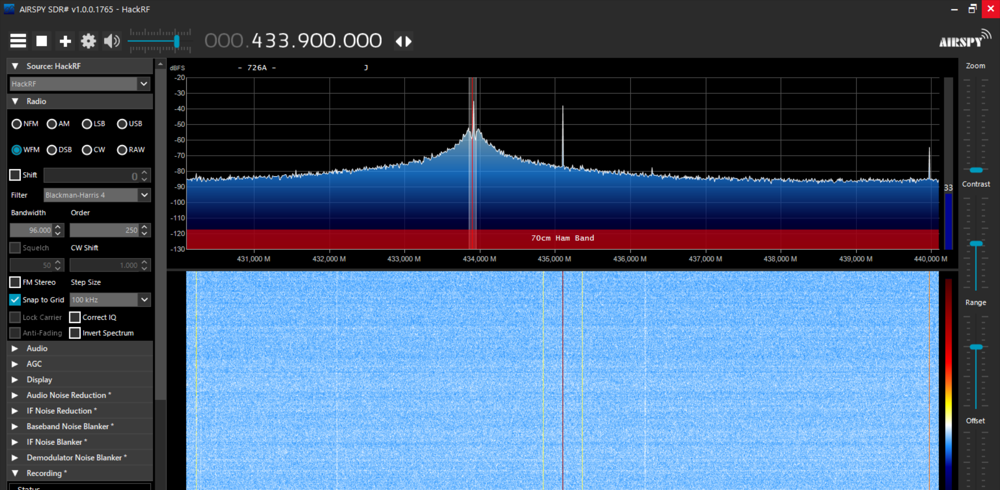 AIRSPY SDR# v1.0.0.1765 - HackRF
000.433.900.000
AIRSPY
Source: HackRF
HackRF
Radio
NFM AM LSB USB
WFM DSB CW RAW
Shift 0
Filter Blackman-Harris 4
Bandwidth Order
96.000 250
Squelch CW Shift
50 1.000
FM Stereo Step Size
Snap to Grid 100 kHz
Lock Carrier Correct IQ
Anti-Fading Invert Spectrum
Audio
AGC
Display
Audio Noise Reduction *
IF Noise Reduction *
Baseband Noise Blanker *
IF Noise Blanker *
Demodulator Noise Blanker *
Recording *
Status
dBFS - 726A - J
-20
-30
-40
-50
-60
-70
-80
-90
-100
-110
-120
-130
70cm Ham Band
431,000 M 432,000 M 433,000 M 434,000 M 435,000 M 436,000 M 437,000 M 438,000 M 439,000 M 440,000 M
33
Zoom
Contrast
Range
Offset